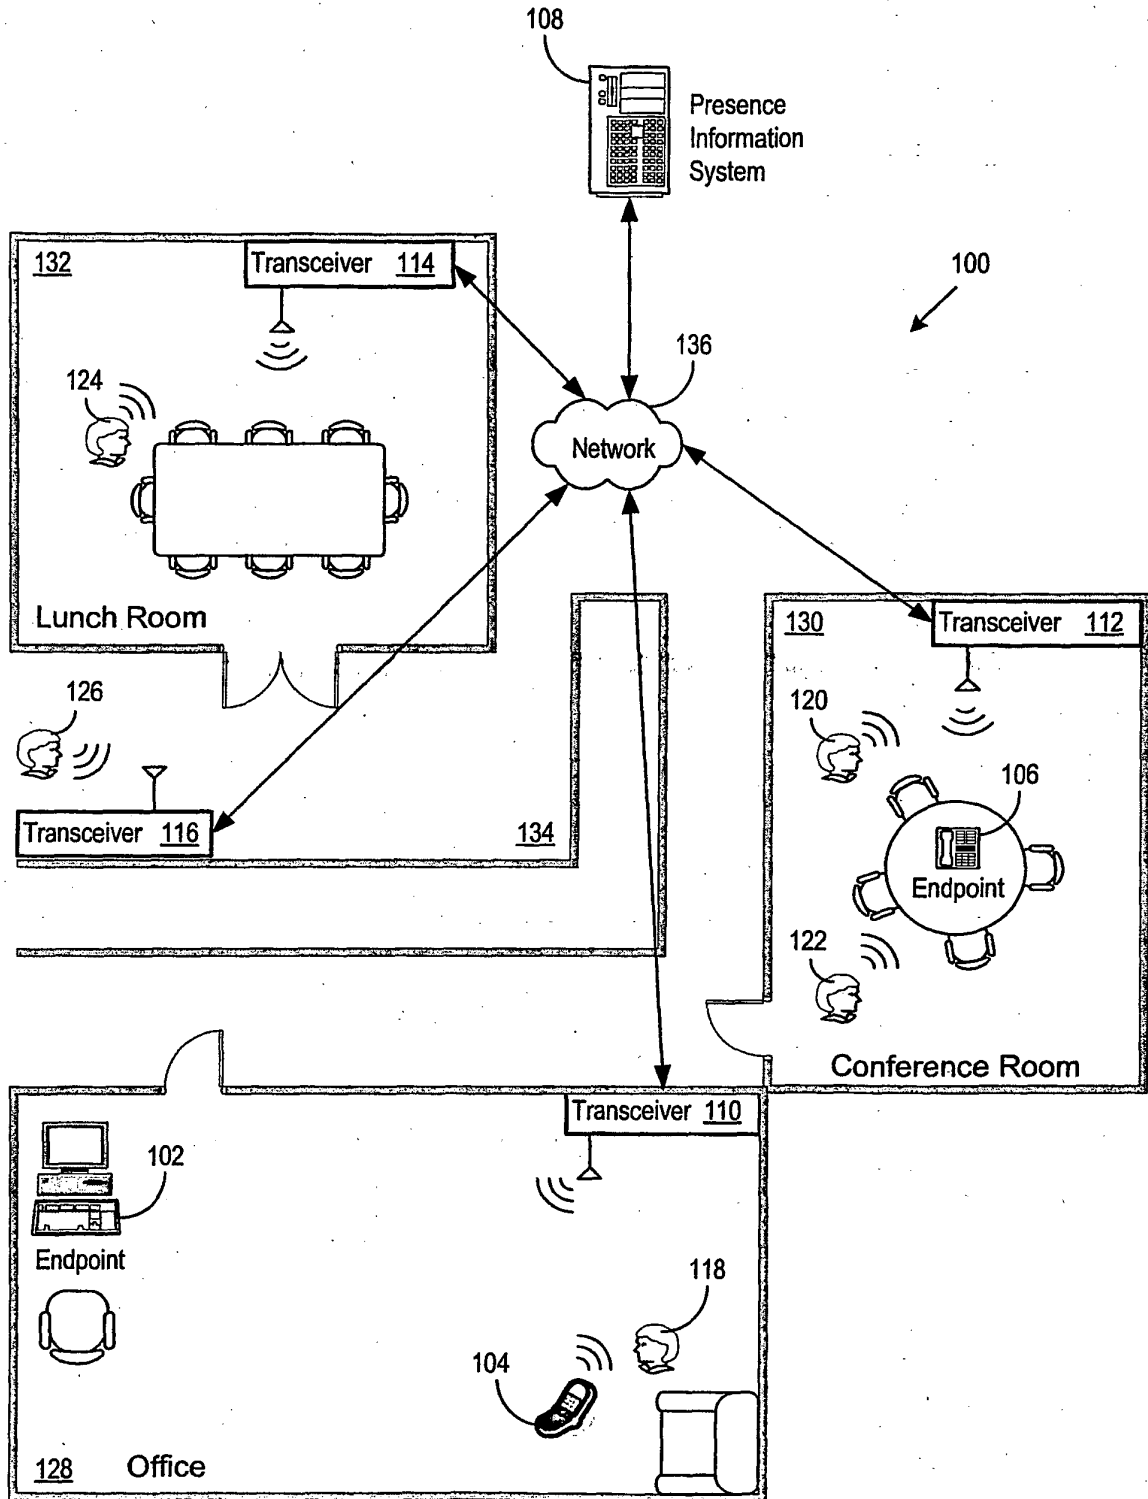 108
Presence
Information
System
132
Transceiver 114
100
136
124
Network
Lunch Room
130
Transceiver 112
126
120
106
Transceiver 116
134
Endpoint
122
Conference Room
Transceiver 110
102
Endpoint
118
104
128
Office